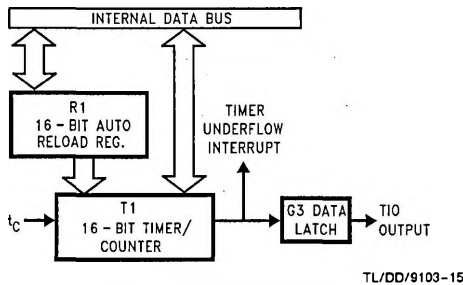 INTERNAL DATA BUS
R1
16 - BIT AUTO
RELOAD REG.
TIMER
UNDERFLOW
INTERRUPT
tC
T1
16 - BIT TIMER/
COUNTER
G3 DATA
LATCH
TIO
OUTPUT
TL/DD/9103-15